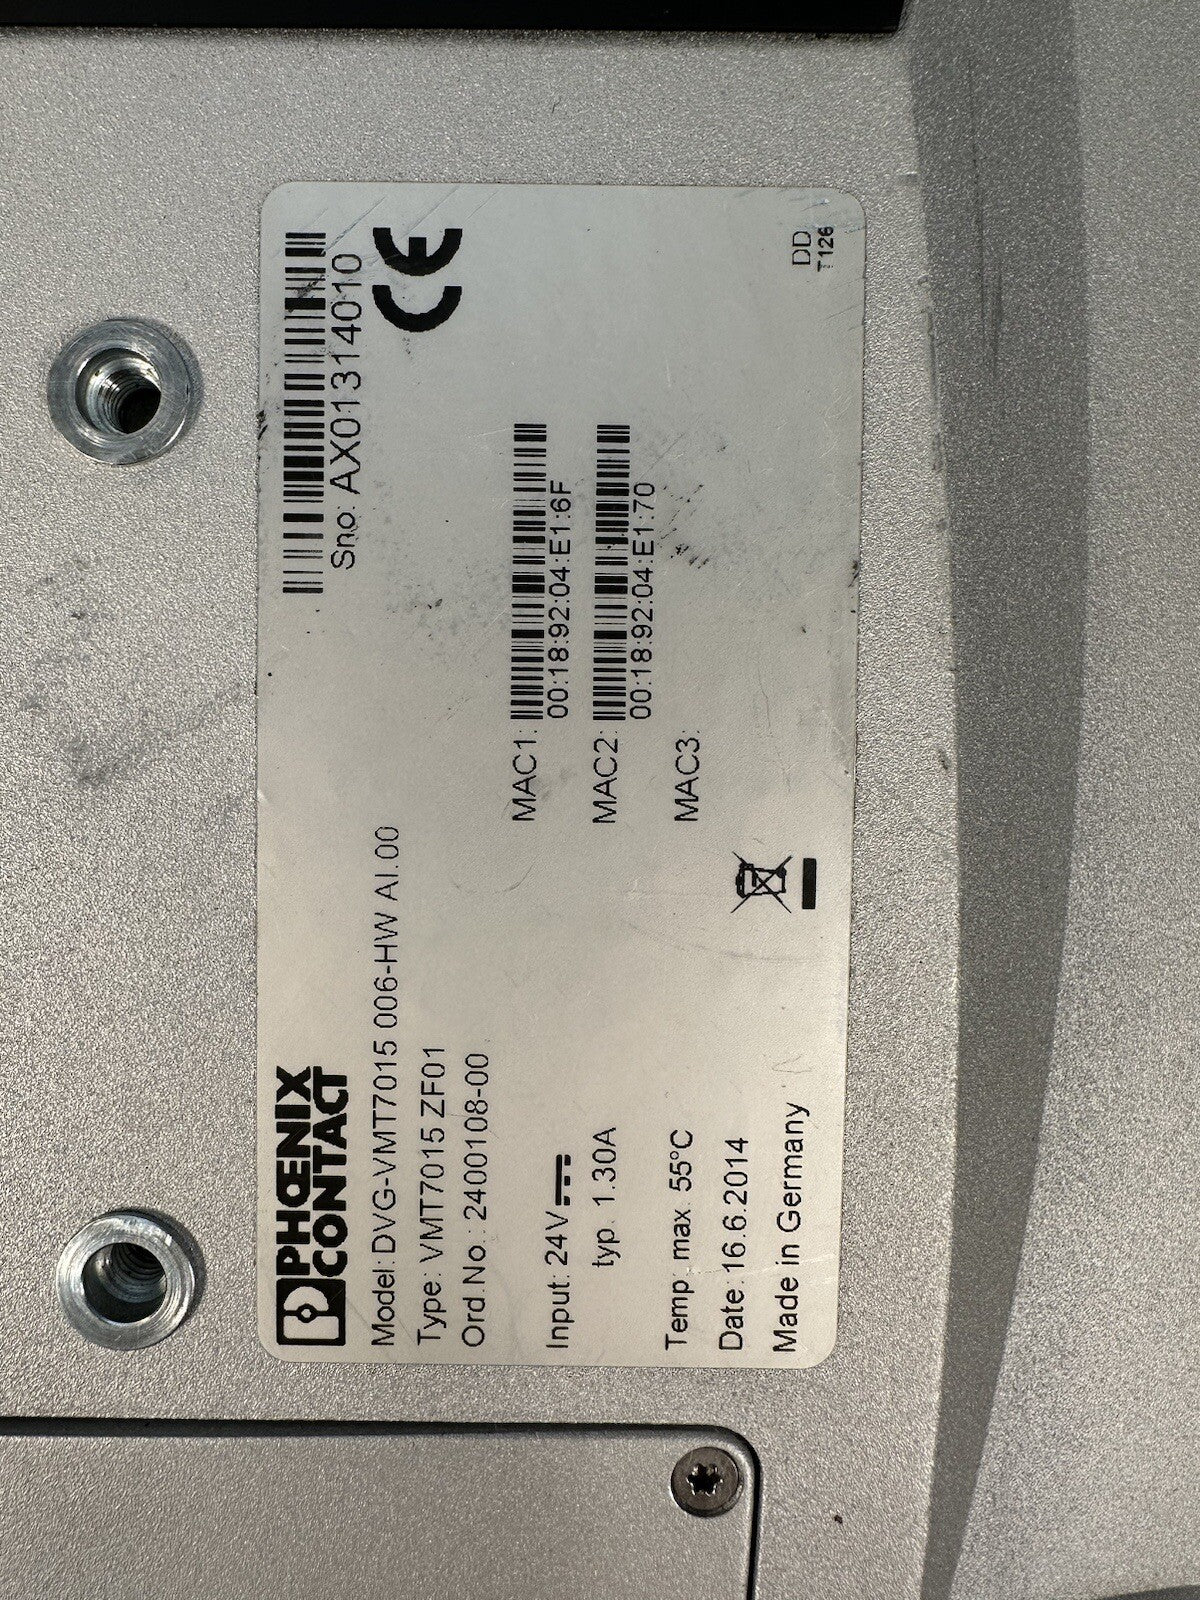 PHŒNIX
CONTACT
Sno: AX01314010
CE
Model: DVG-VMT7015 006-HW AI.00
Type: VMT7015 ZF01
Ord.No.: 2400108-00
Input: 24V
typ. 1.30A
Temp max 55°C
Date: 16.6.2014
Made in Germany
MAC1:
00:18:92:04:E1:6F
MAC2:
00:18:92:04:E1:70
MAC3:
DD
T126